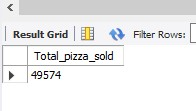 Result Grid Filter Rows:
Total_pizza_sold
49574